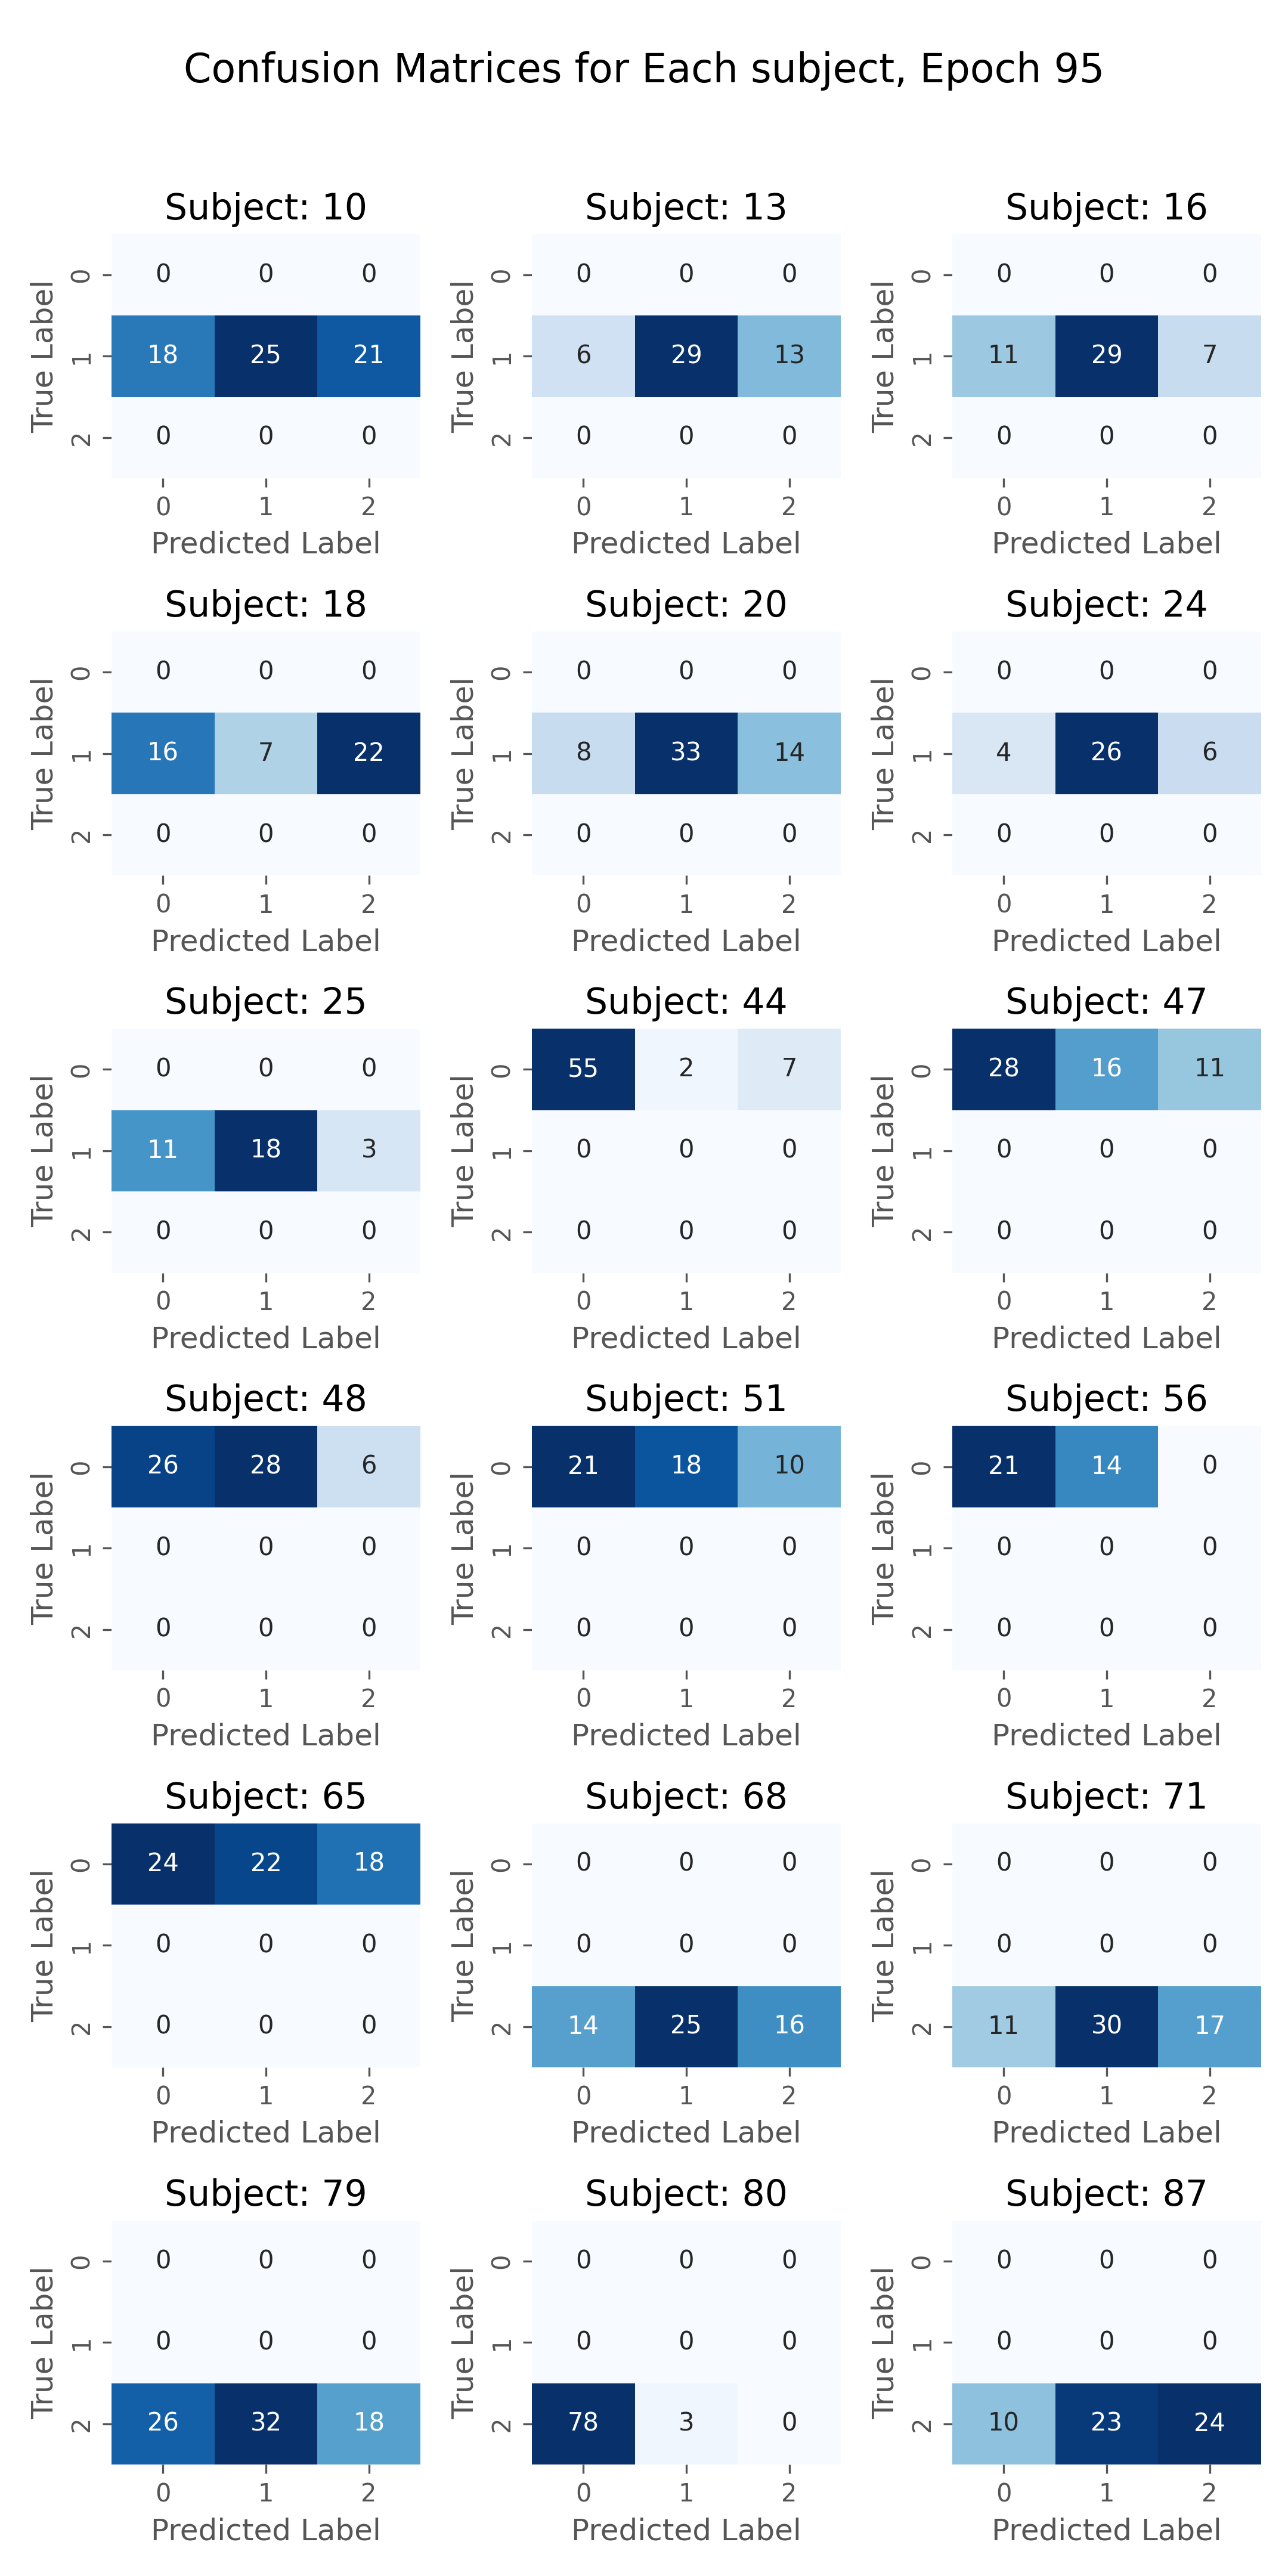 Confusion Matrices for Each subject, Epoch 95
Subject: 10 Subject: 13 Subject: 16
0 0 0 0 0 0 0 0 0 0 0 0
True Label 1 18 25 21 True Label 1 6 29 13 True Label 1 11 29 7
2 0 0 0 2 0 0 0 2 0 0 0
0 1 2 0 1 2 0 1 2
Predicted Label Predicted Label Predicted Label
Subject: 18 Subject: 20 Subject: 24
0 0 0 0 0 0 0 0 0 0 0 0
True Label 1 16 7 22 True Label 1 8 33 14 True Label 1 4 26 6
2 0 0 0 2 0 0 0 2 0 0 0
0 1 2 0 1 2 0 1 2
Predicted Label Predicted Label Predicted Label
Subject: 25 Subject: 44 Subject: 47
0 0 0 0 0 55 2 7 0 28 16 11
True Label 1 11 18 3 True Label 1 0 0 0 True Label 1 0 0 0
2 0 0 0 2 0 0 0 2 0 0 0
0 1 2 0 1 2 0 1 2
Predicted Label Predicted Label Predicted Label
Subject: 48 Subject: 51 Subject: 56
0 26 28 6 0 21 18 10 0 21 14 0
True Label 1 0 0 0 True Label 1 0 0 0 True Label 1 0 0 0
2 0 0 0 2 0 0 0 2 0 0 0
0 1 2 0 1 2 0 1 2
Predicted Label Predicted Label Predicted Label
Subject: 65 Subject: 68 Subject: 71
0 24 22 18 0 0 0 0 0 0 0 0
True Label 1 0 0 0 True Label 1 0 0 0 True Label 1 0 0 0
2 0 0 0 2 14 25 16 2 11 30 17
0 1 2 0 1 2 0 1 2
Predicted Label Predicted Label Predicted Label
Subject: 79 Subject: 80 Subject: 87
0 0 0 0 0 0 0 0 0 0 0 0
True Label 1 0 0 0 True Label 1 0 0 0 True Label 1 0 0 0
2 26 32 18 2 78 3 0 2 10 23 24
0 1 2 0 1 2 0 1 2
Predicted Label Predicted Label Predicted Label